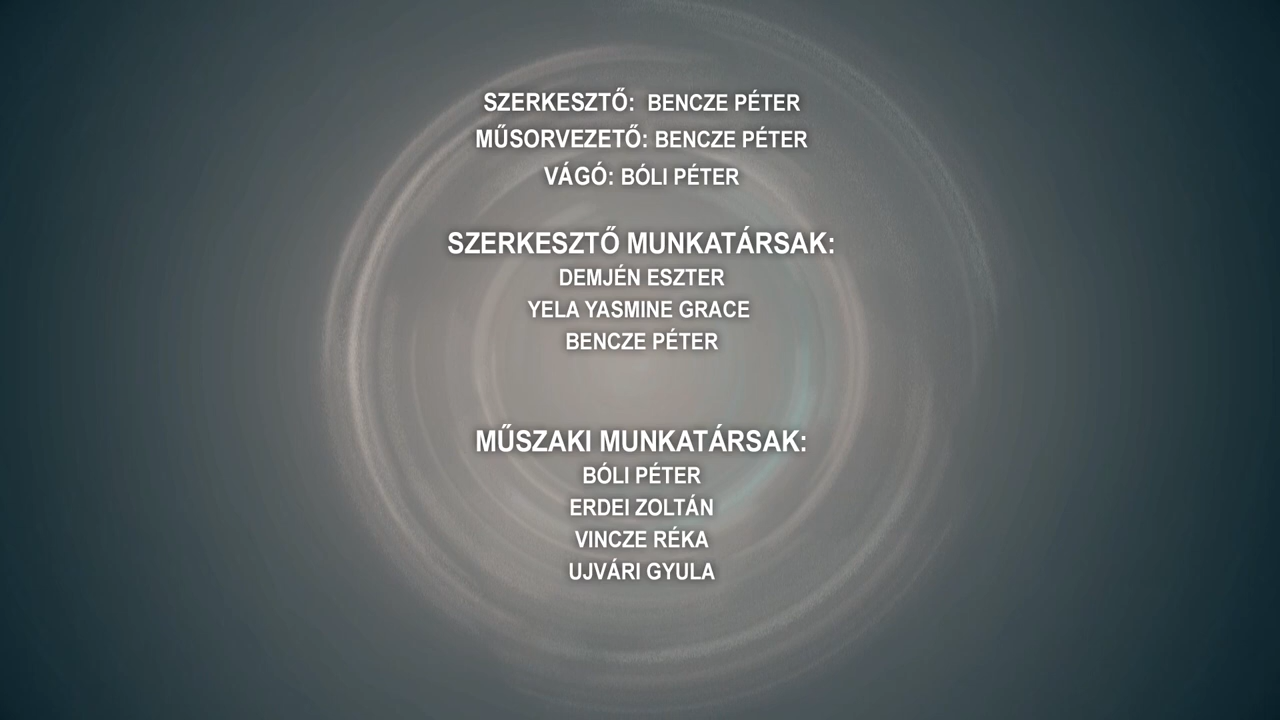 SZERKESZTŐ: BENCZE PÉTER
MŰSORVEZETŐ: BENCZE PÉTER
VÁGÓ: BÓLI PÉTER
SZERKESZTŐ MUNKATÁRSAK:
DEMJÉN ESZTER
YELA YASMINE GRACE
BENCZE PÉTER
MŰSZAKI MUNKATÁRSAK:
BÓLI PÉTER
ERDEI ZOLTÁN
VINCZE RÉKA
UJVÁRI GYULA